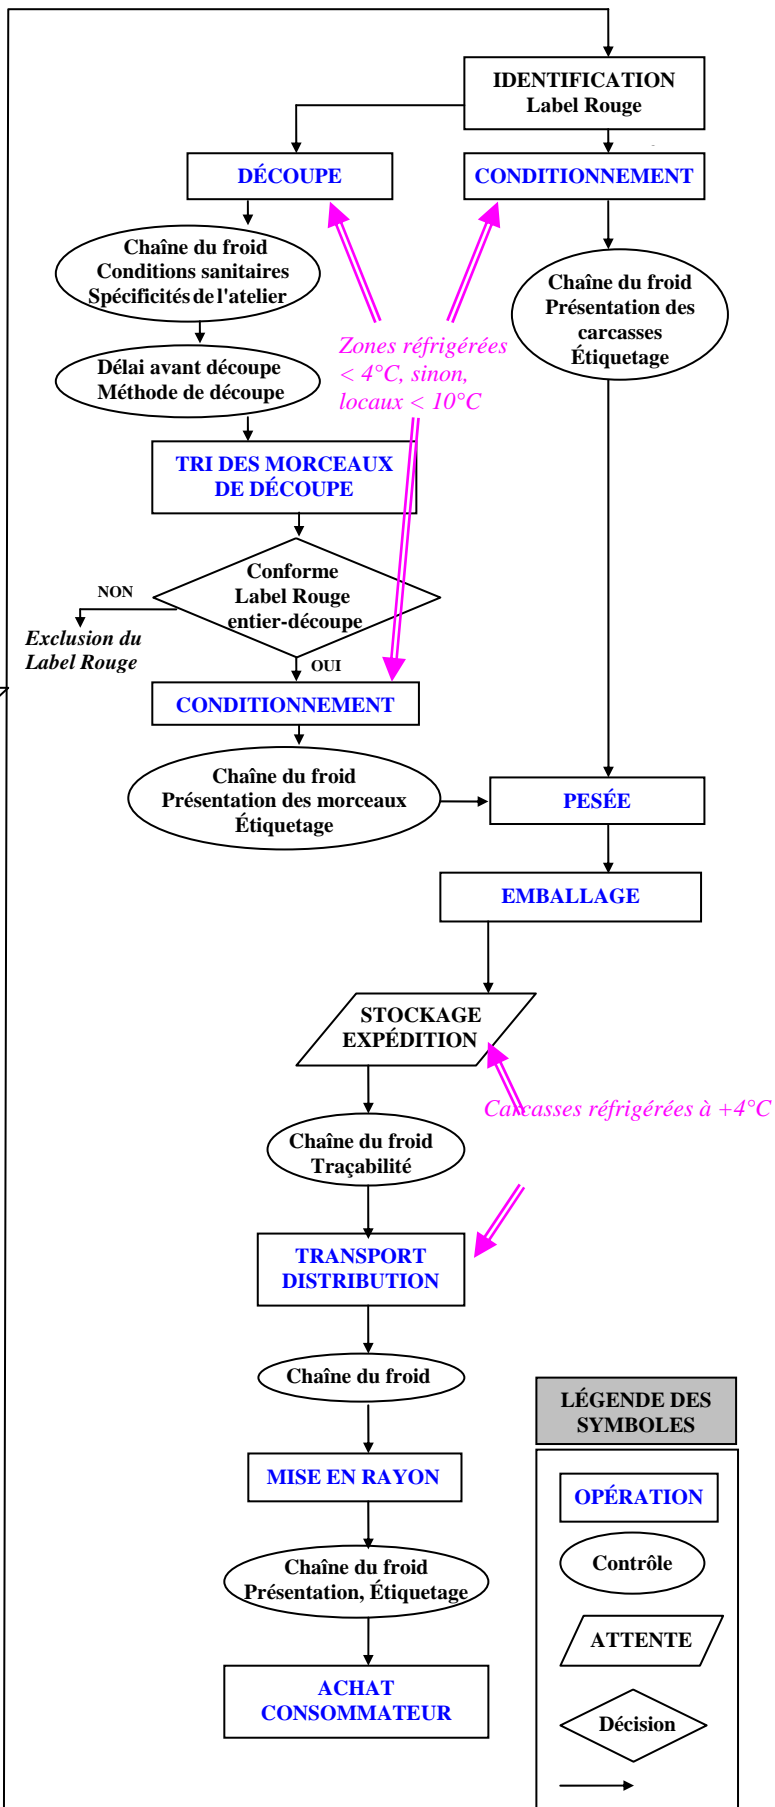 IDENTIFICATION
Label Rouge
DÉCOUPE
CONDITIONNEMENT
Chaîne du froid
Conditions sanitaires
Spécificités de l'atelier
Chaîne du froid
Présentation des
carcasses
Étiquetage
Zones réfrigérées
< 4°C, sinon,
locaux < 10°C
Délai avant découpe
Méthode de découpe
TRI DES MORCEAUX
DE DÉCOUPE
Conforme
Label Rouge
entier-découpe
NON
Exclusion du
Label Rouge
OUI
CONDITIONNEMENT
Chaîne du froid
Présentation des morceaux
Étiquetage
PESÉE
EMBALLAGE
STOCKAGE
EXPÉDITION
Carcasses réfrigérées à +4°C
Chaîne du froid
Traçabilité
TRANSPORT
DISTRIBUTION
Chaîne du froid
MISE EN RAYON
Chaîne du froid
Présentation, Étiquetage
ACHAT
CONSOMMATEUR
LÉGENDE DES
SYMBOLES
OPÉRATION
Contrôle
ATTENTE
Décision